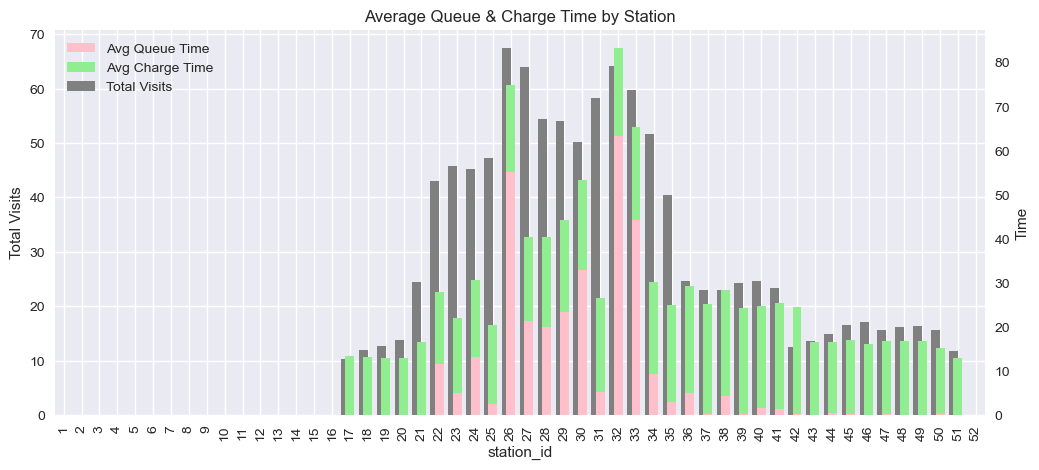 Average Queue & Charge Time by Station
Avg Queue Time
Avg Charge Time
Total Visits
Total Visits
70
60
50
40
30
20
10
0
80
70
60
50
40
30
20
10
0
Time
1 2 3 4 5 6 7 8 9 10 11 12 13 14 15 16 17 18 19 20 21 22 23 24 25 26 27 28 29 30 31 32 33 34 35 36 37 38 39 40 41 42 43 44 45 46 47 48 49 50 51 52
station_id